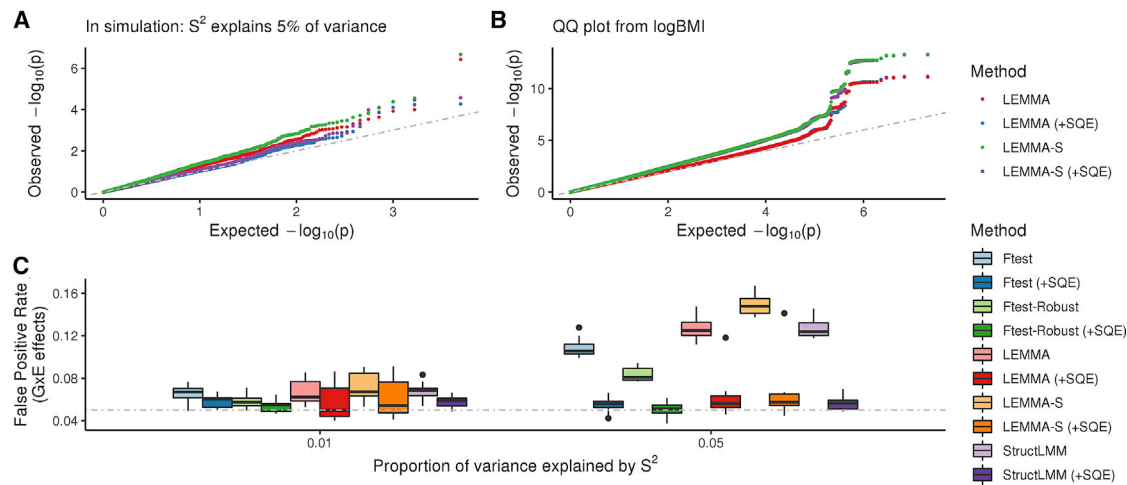 A
In simulation: S² explains 5% of variance
Observed −log₁₀(p)
6
4
2
0
0
1
2
3
Expected −log₁₀(p)
B
QQ plot from logBMI
Observed −log₁₀(p)
10
5
0
0
2
4
6
Expected −log₁₀(p)
Method
LEMMA
LEMMA (+SQE)
LEMMA-S
LEMMA-S (+SQE)
C
False Positive Rate
(GxE effects)
0.16
0.12
0.08
0.04
0.01
0.05
Proportion of variance explained by S²
Method
Ftest
Ftest (+SQE)
Ftest-Robust
Ftest-Robust (+SQE)
LEMMA
LEMMA (+SQE)
LEMMA-S
LEMMA-S (+SQE)
StructLMM
StructLMM (+SQE)